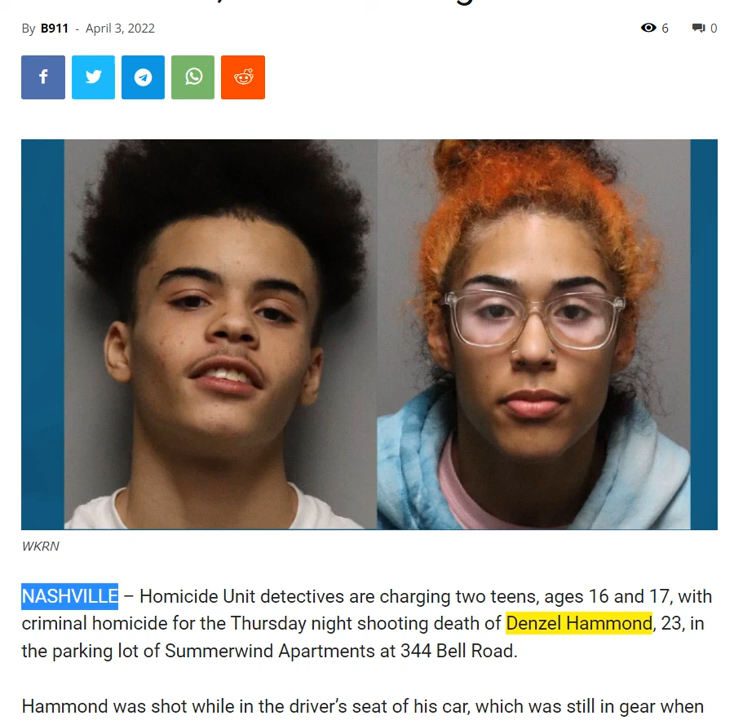 By B911 - April 3, 2022 6 0
WKRN
NASHVILLE – Homicide Unit detectives are charging two teens, ages 16 and 17, with
criminal homicide for the Thursday night shooting death of Denzel Hammond, 23, in
the parking lot of Summerwind Apartments at 344 Bell Road.
Hammond was shot while in the driver's seat of his car, which was still in gear when